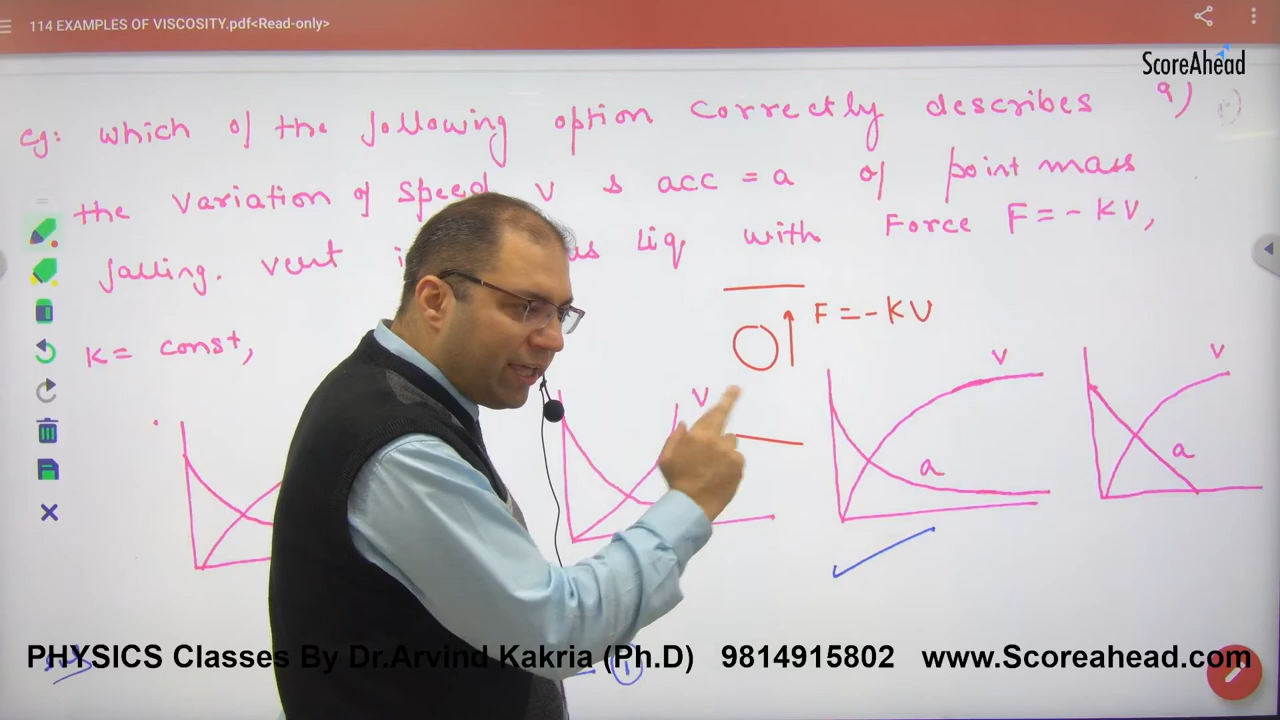 114 EXAMPLES OF VISCOSITY.pdf<Read-only>
ScoreAhead
eg: which of the following option correctly describes a)
the variation of speed v s acc = a of point mass
falling. vert liq with Force F = - KV,
F = - KV
K = const,
V
V
V
a
a
PHYSICS Classes By Dr.Arvind Kakria (Ph.D) 9814915802 www.Scoreahead.com
1